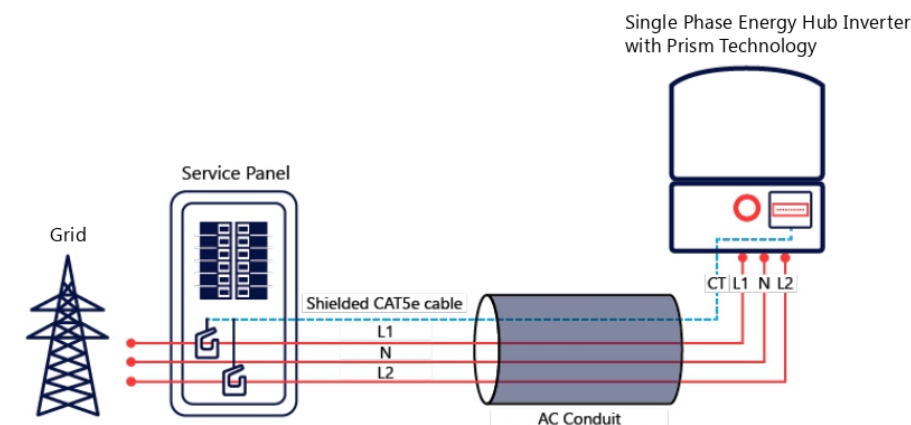 Single Phase Energy Hub Inverter
with Prism Technology
Service Panel
Grid
CT L1 N L2
Shielded CAT5e cable
L1
N
L2
AC Conduit